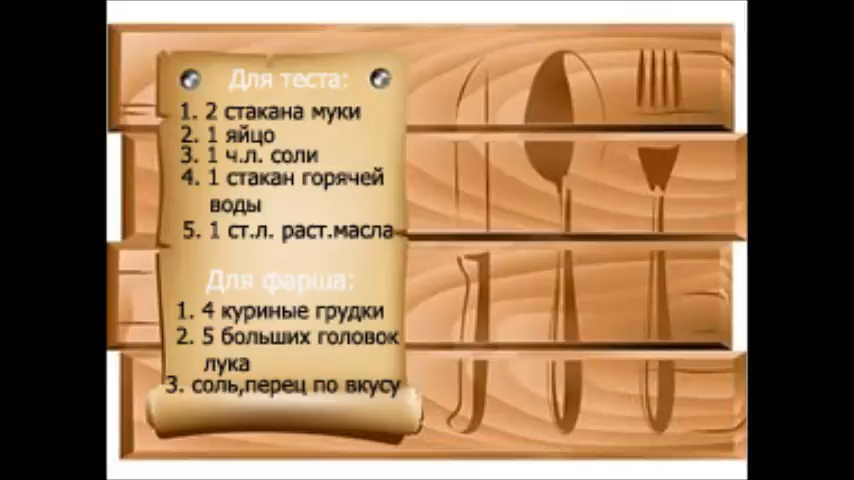 Для теста:
1. 2 стакана муки
2. 1 яйцо
3. 1 ч.л. соли
4. 1 стакан горячей
воды
5. 1 ст.л. раст.масла
Для фарша:
1. 4 куриные грудки
2. 5 больших головок
лука
3. соль,перец по вкусу